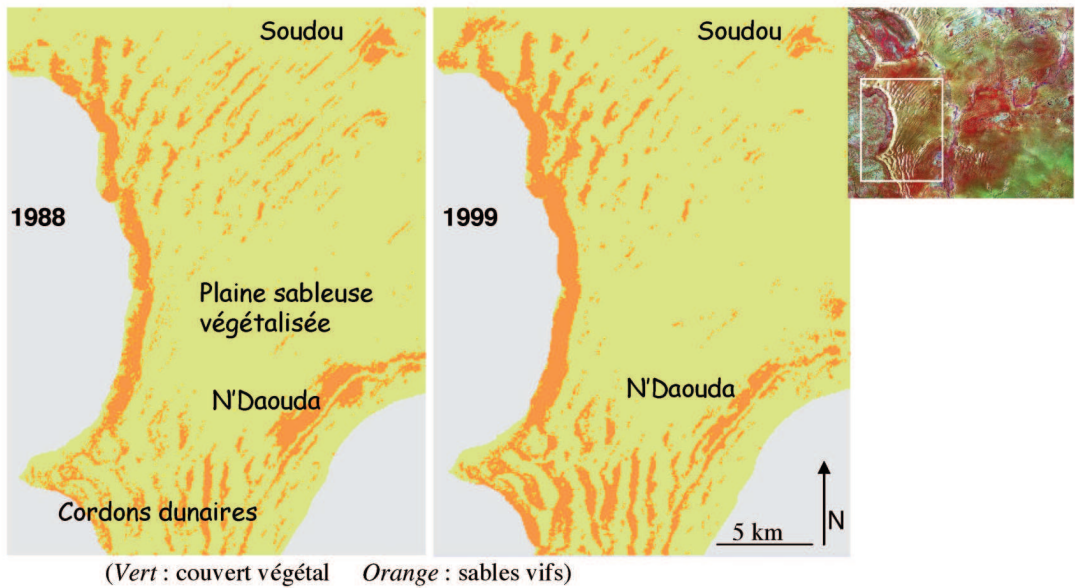 Soudou
Soudou
1988
1999
Plaine sableuse
végétalisée
N'Daouda
N'Daouda
Cordons dunaires
5 km
N
(Vert : couvert végétal Orange : sables vifs)